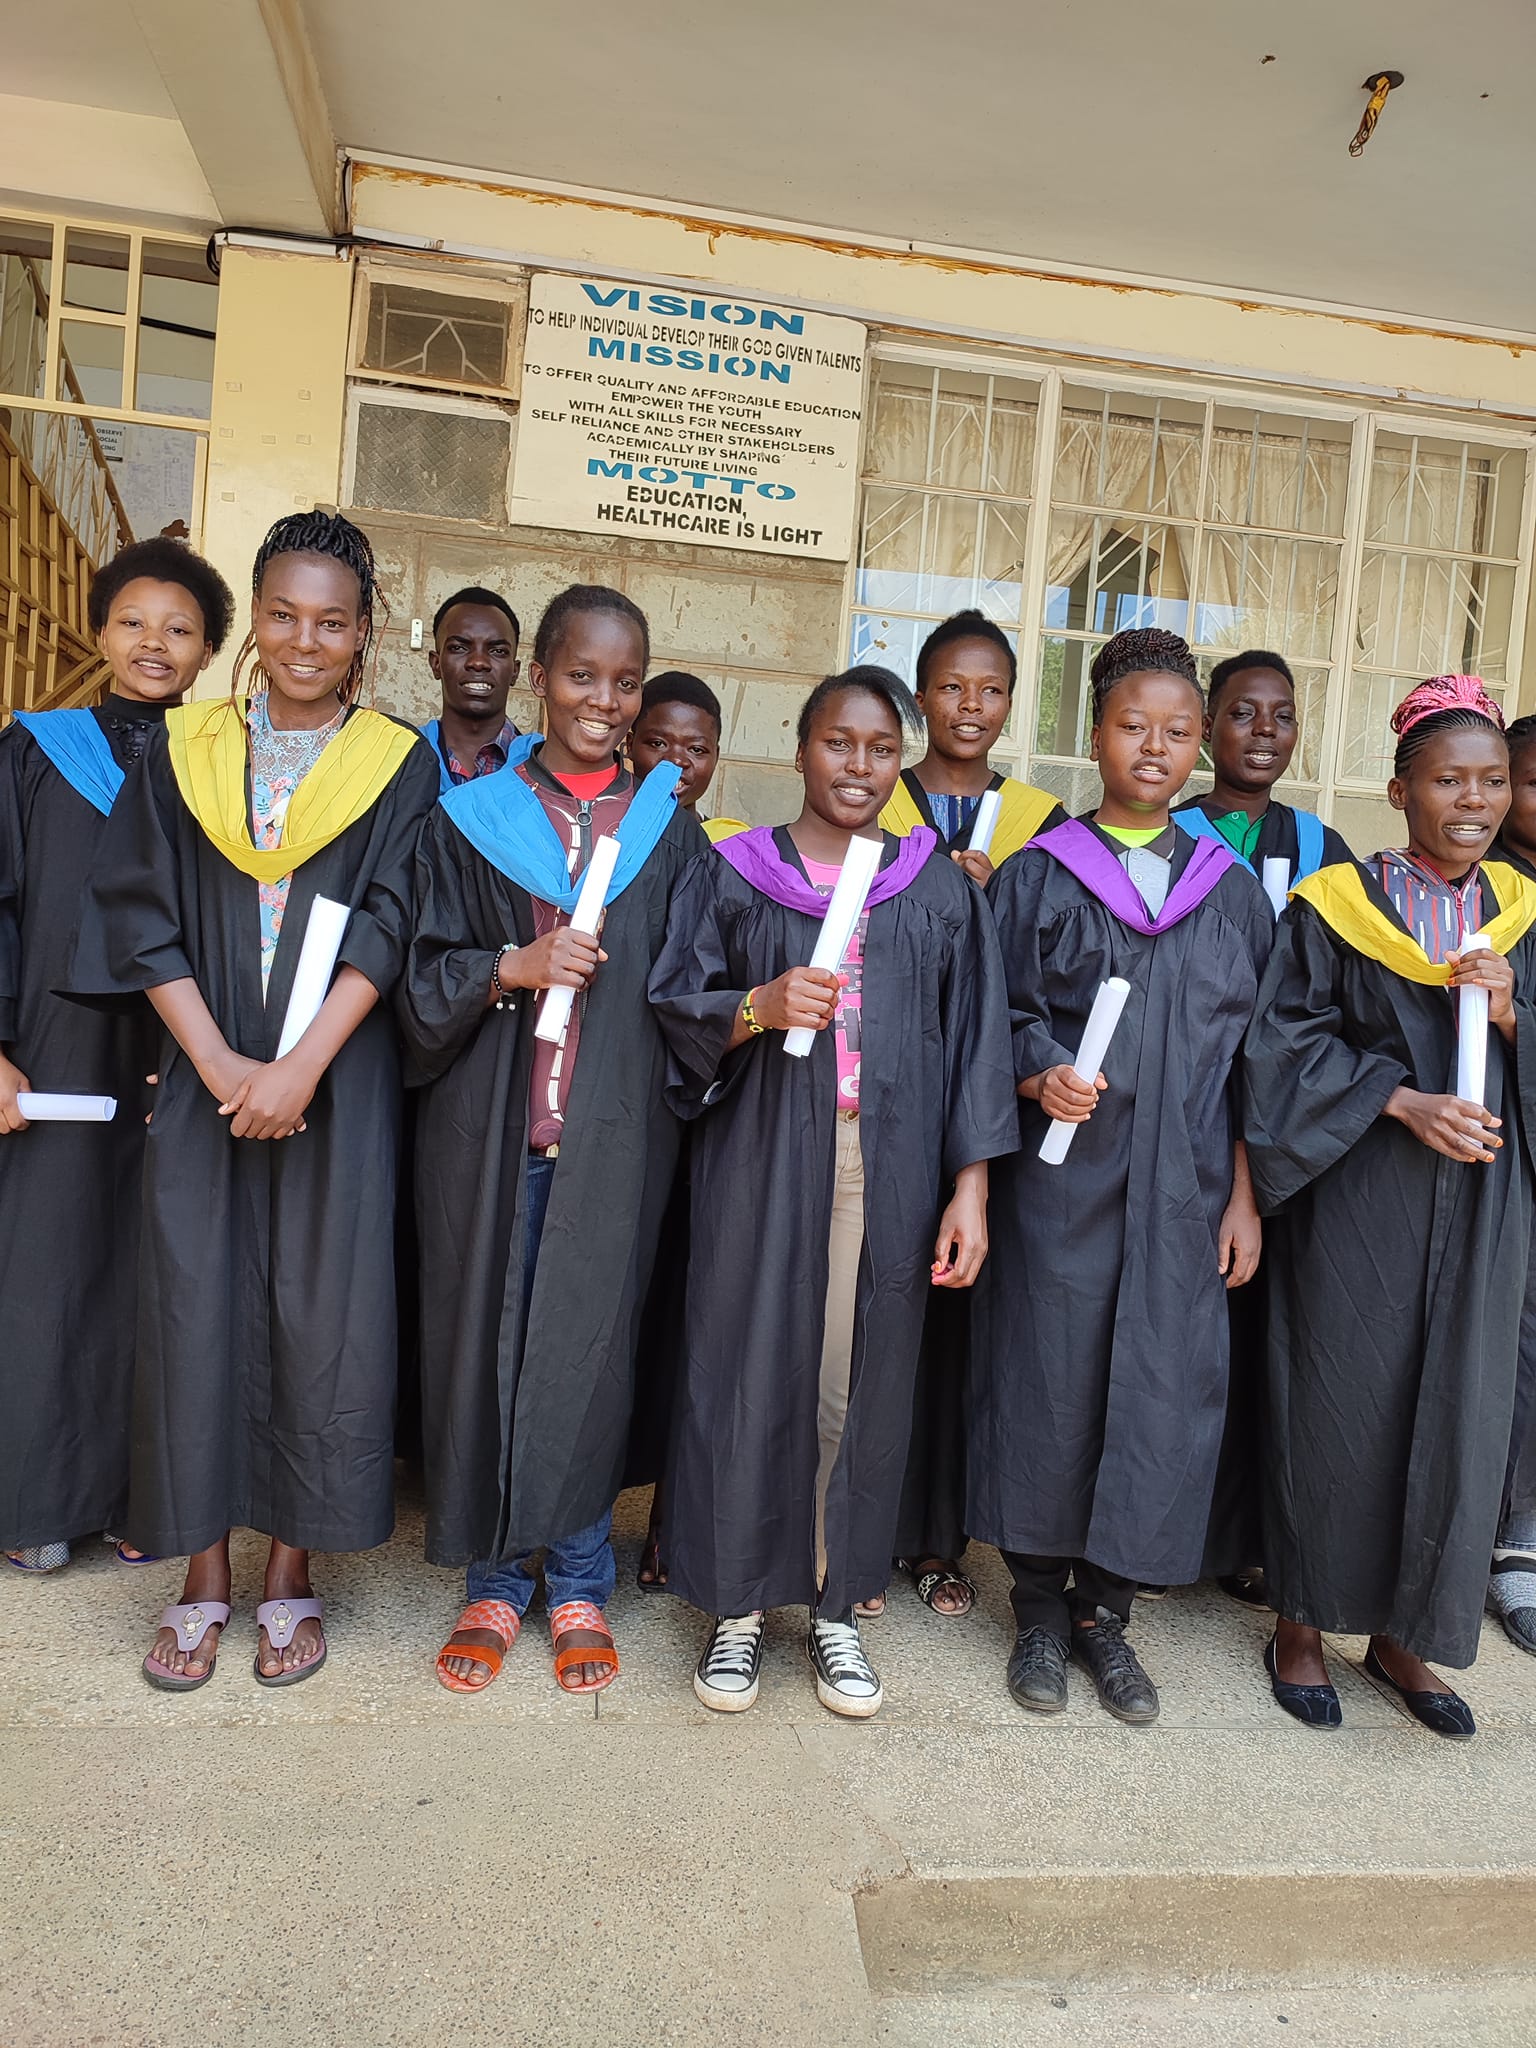 VISION
TO HELP INDIVIDUAL DEVELOP THEIR GOD GIVEN TALENTS
MISSION
TO OFFER QUALITY AND AFFORDABLE EDUCATION
EMPOWER THE YOUTH
WITH ALL SKILLS FOR NECESSARY
SELF RELIANCE AND OTHER STAKEHOLDERS
ACADEMICALLY BY SHAPING
THEIR FUTURE LIVING
MOTTO
EDUCATION,
HEALTHCARE IS LIGHT
OBSERVE
SOCIAL